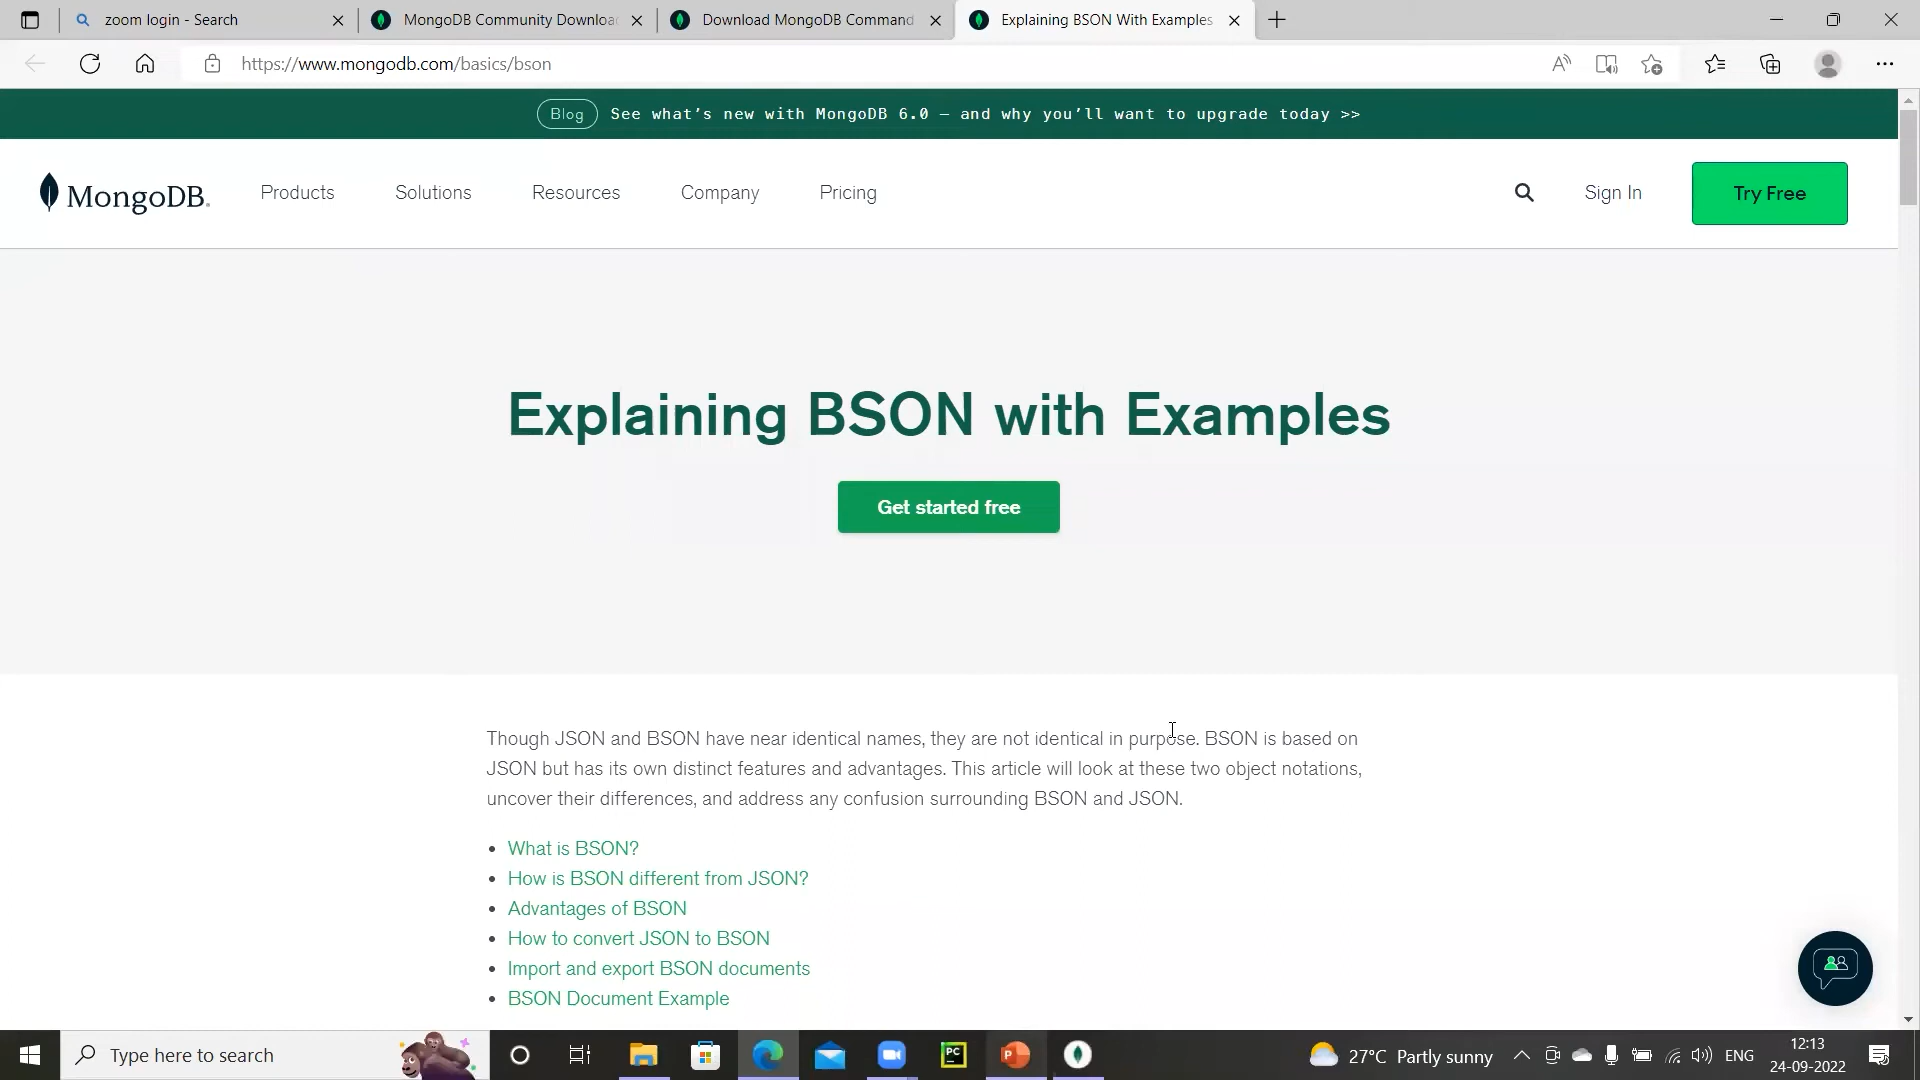 zoom login - Search
MongoDB Community Downloa
Download MongoDB Command
Explaining BSON With Examples
https://www.mongodb.com/basics/bson
Blog See what's new with MongoDB 6.0 — and why you'll want to upgrade today >>
MongoDB.
Products
Solutions
Resources
Company
Pricing
Sign In
Try Free
Explaining BSON with Examples
Get started free
Though JSON and BSON have near identical names, they are not identical in purpose. BSON is based on
JSON but has its own distinct features and advantages. This article will look at these two object notations,
uncover their differences, and address any confusion surrounding BSON and JSON.
• What is BSON?
• How is BSON different from JSON?
• Advantages of BSON
• How to convert JSON to BSON
• Import and export BSON documents
• BSON Document Example
Type here to search
PC
P
27°C Partly sunny
ENG
12:13
24-09-2022